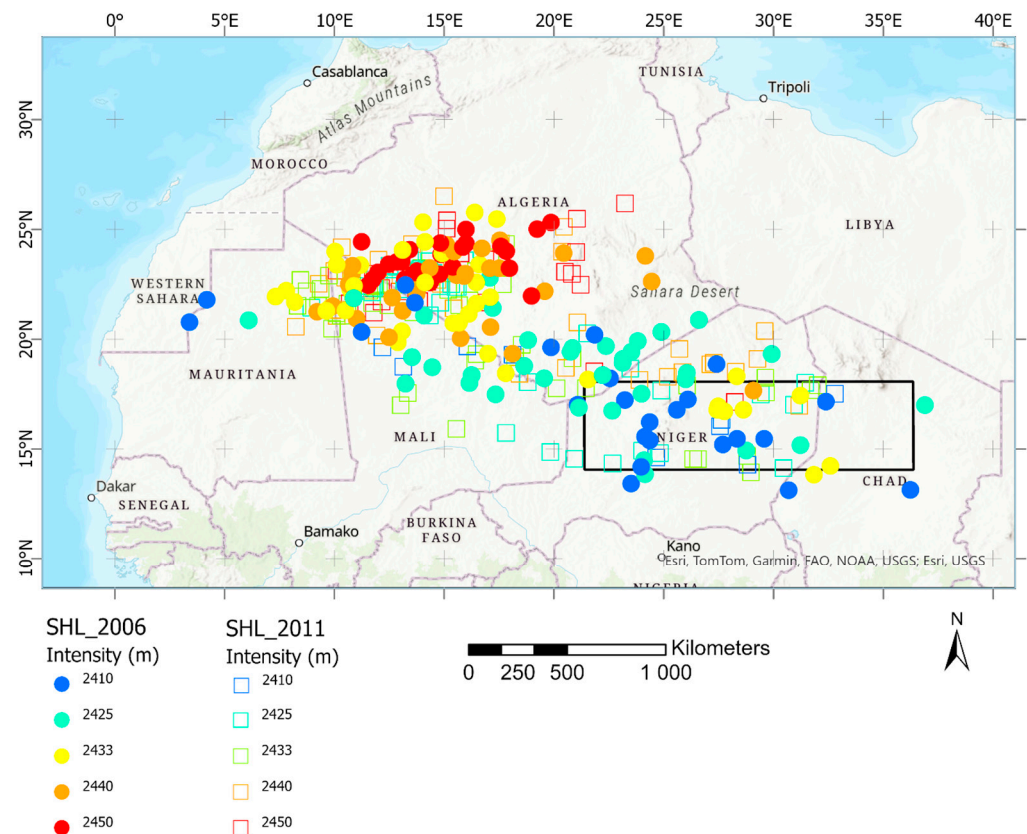 0° 5°E 10°E 15°E 20°E 25°E 30°E 35°E 40°E
TUNISIA
Casablanca
Tripoli
Atlas Mountains
30°N
MOROCCO
ALGERIA
25°N
LIBYA
WESTERN
SAHARA
Sahara Desert
20°N
MAURITANIA
MALI
NIGER
15°N
CHAD
Dakar
SENEGAL
BURKINA
FASO
Bamako
Kano
10°N
Esri, TomTom, Garmin, FAO, NOAA, USGS; Esri, USGS
NIGERIA
SHL_2006 SHL_2011
Intensity (m) Intensity (m)
2410 2410
2425 2425
2433 2433
2440 2440
2450 2450
Kilometers
0 250 500 1 000
N